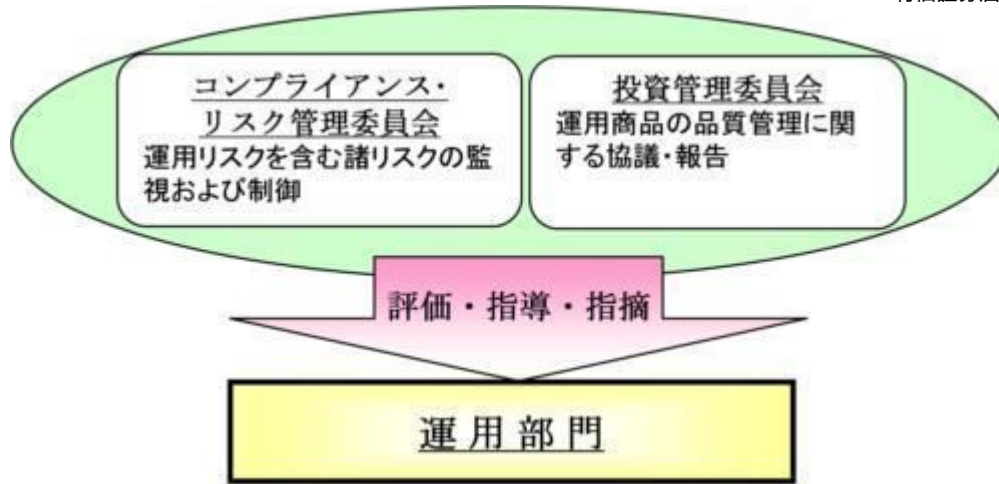 コンプライアンス・
リスク管理委員会
運用リスクを含む諸リスクの監
視および制御
投資管理委員会
運用商品の品質管理に関
する協議・報告
評価・指導・指摘
運用部門